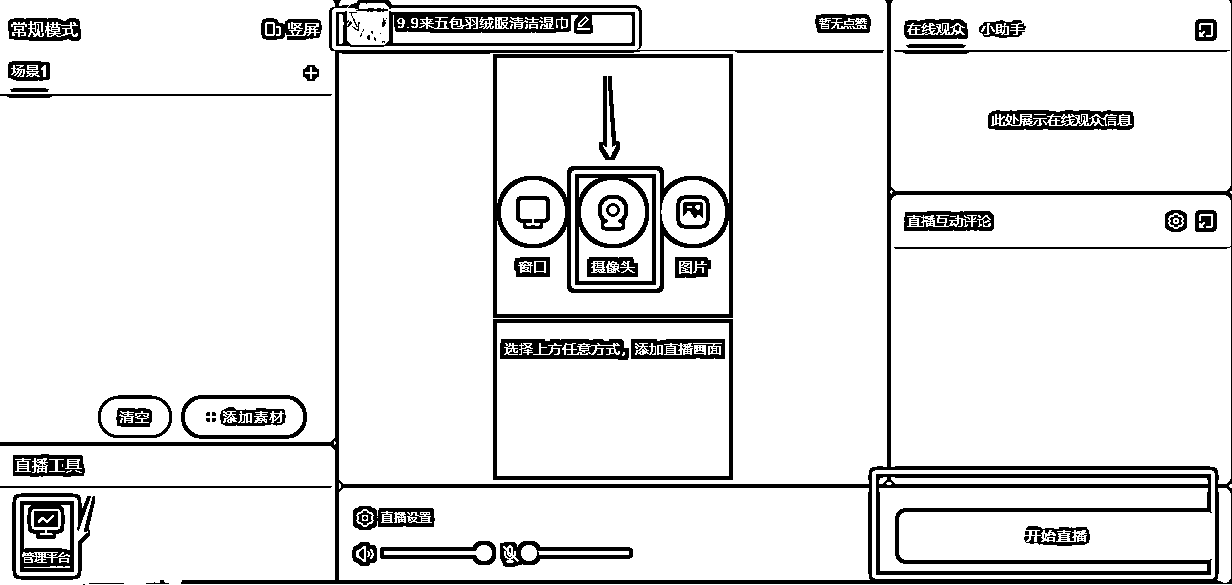 常规模式
竖屏
场景1
清空
添加素材
直播工具
管理平台
9.9来五包羽绒服清洁湿巾
暂无点赞
窗口
摄像头
图片
选择上方任意方式，添加直播画面
直播设置
在线观众
小助手
此处展示在线观众信息
直播互动评论
开始直播